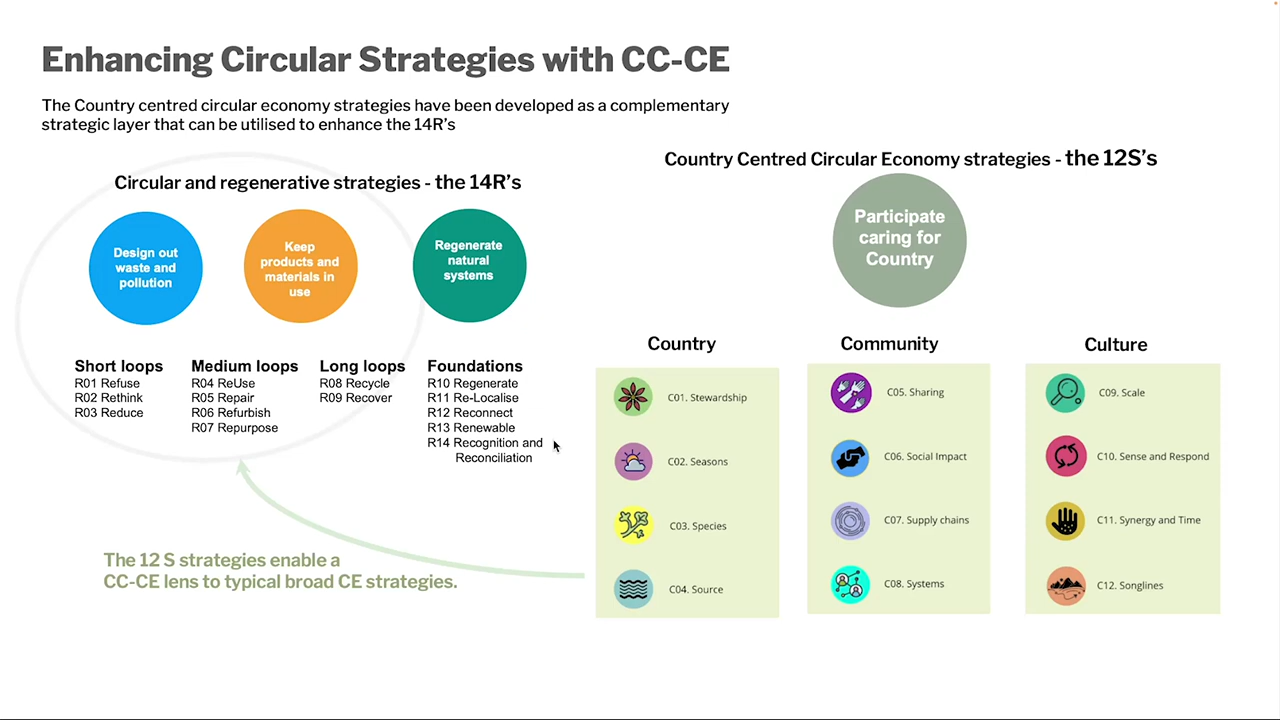 Enhancing Circular Strategies with CC-CE
The Country centred circular economy strategies have been developed as a complementary
strategic layer that can be utilised to enhance the 14R's
Circular and regenerative strategies - the 14R's
Design out
waste and
pollution
Keep
products and
materials in
use
Regenerate
natural
systems
Short loops
R01 Refuse
R02 Rethink
R03 Reduce
Medium loops
R04 ReUse
R05 Repair
R06 Refurbish
R07 Repurpose
Long loops
R08 Recycle
R09 Recover
Foundations
R10 Regenerate
R11 Re-Localise
R12 Reconnect
R13 Renewable
R14 Recognition and
Reconciliation
The 12 S strategies enable a
CC-CE lens to typical broad CE strategies.
Country Centred Circular Economy strategies - the 12S's
Participate
caring for
Country
Country
C01. Stewardship
C02. Seasons
C03. Species
C04. Source
Community
C05. Sharing
C06. Social Impact
C07. Supply chains
C08. Systems
Culture
C09. Scale
C10. Sense and Respond
C11. Synergy and Time
C12. Songlines